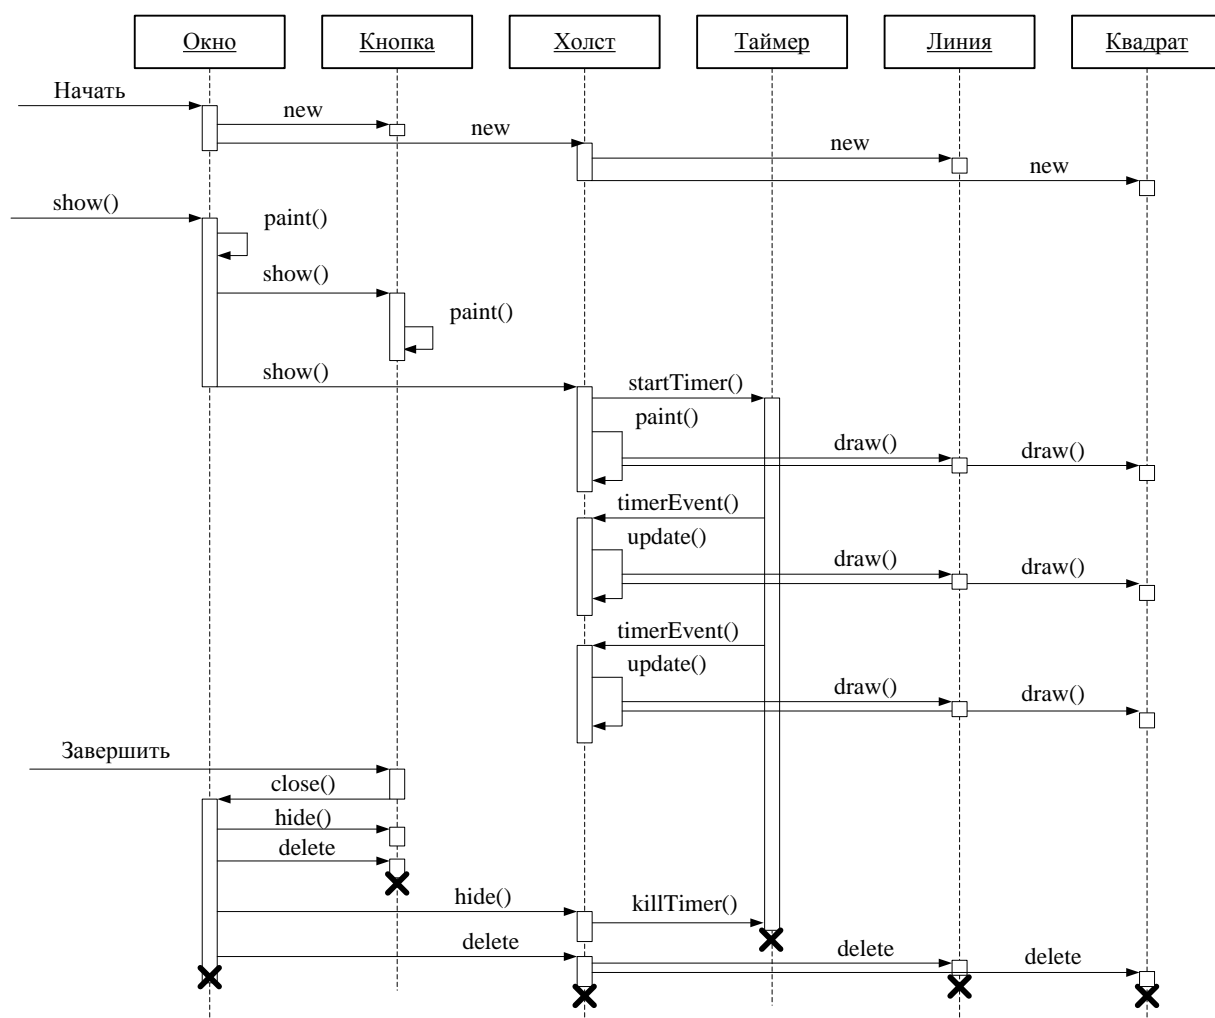 Окно
Кнопка
Холст
Таймер
Линия
Квадрат
Начать
new
new
new
new
show()
paint()
show()
paint()
show()
startTimer()
paint()
draw()
draw()
timerEvent()
update()
draw()
draw()
timerEvent()
update()
draw()
draw()
Завершить
close()
hide()
delete
hide()
killTimer()
delete
delete
delete